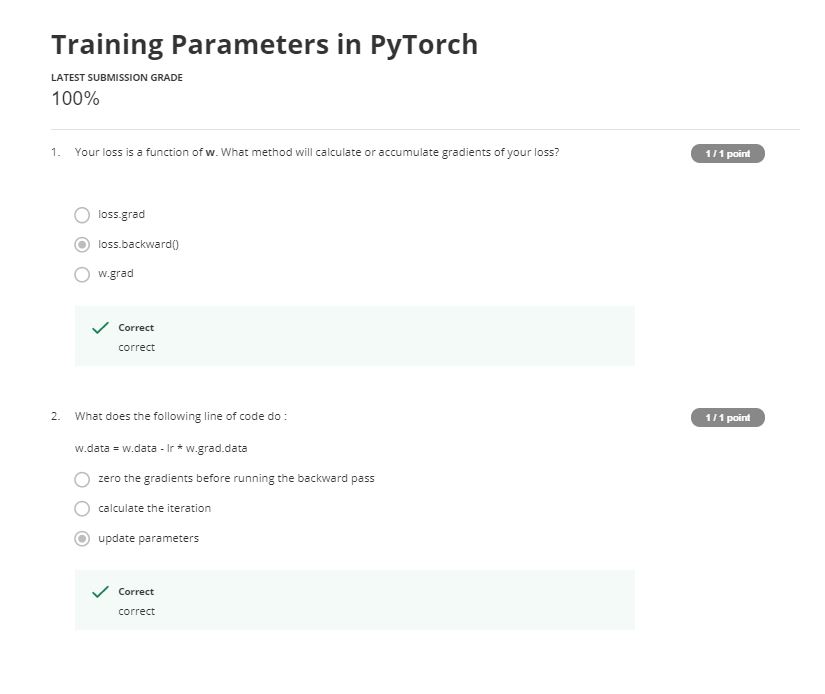 Training Parameters in PyTorch
LATEST SUBMISSION GRADE
100%
1. Your loss is a function of w. What method will calculate or accumulate gradients of your loss? 1 / 1 point
loss.grad
loss.backward()
w.grad
Correct
correct
2. What does the following line of code do : 1 / 1 point
w.data = w.data - lr * w.grad.data
zero the gradients before running the backward pass
calculate the iteration
update parameters
Correct
correct